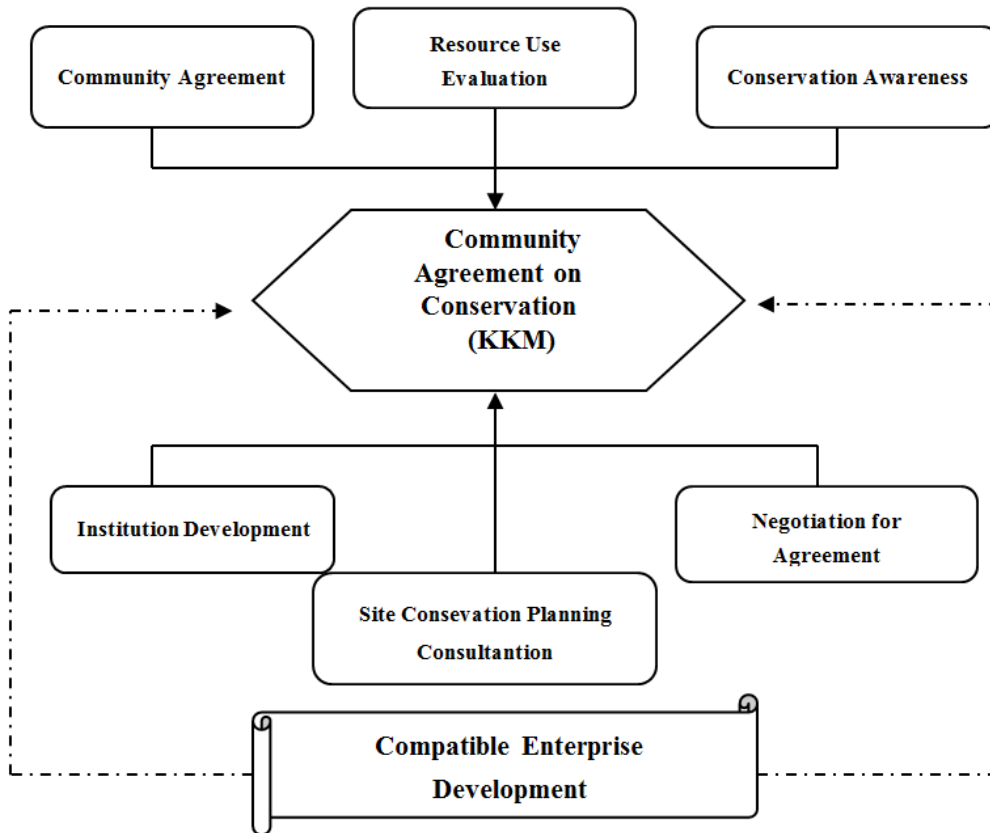 Community Agreement
Resource Use
Evaluation
Conservation Awareness
Community
Agreement on
Conservation
(KKM)
Institution Development
Negotiation for
Agreement
Site Consevation Planning
Consultantion
Compatible Enterprise
Development